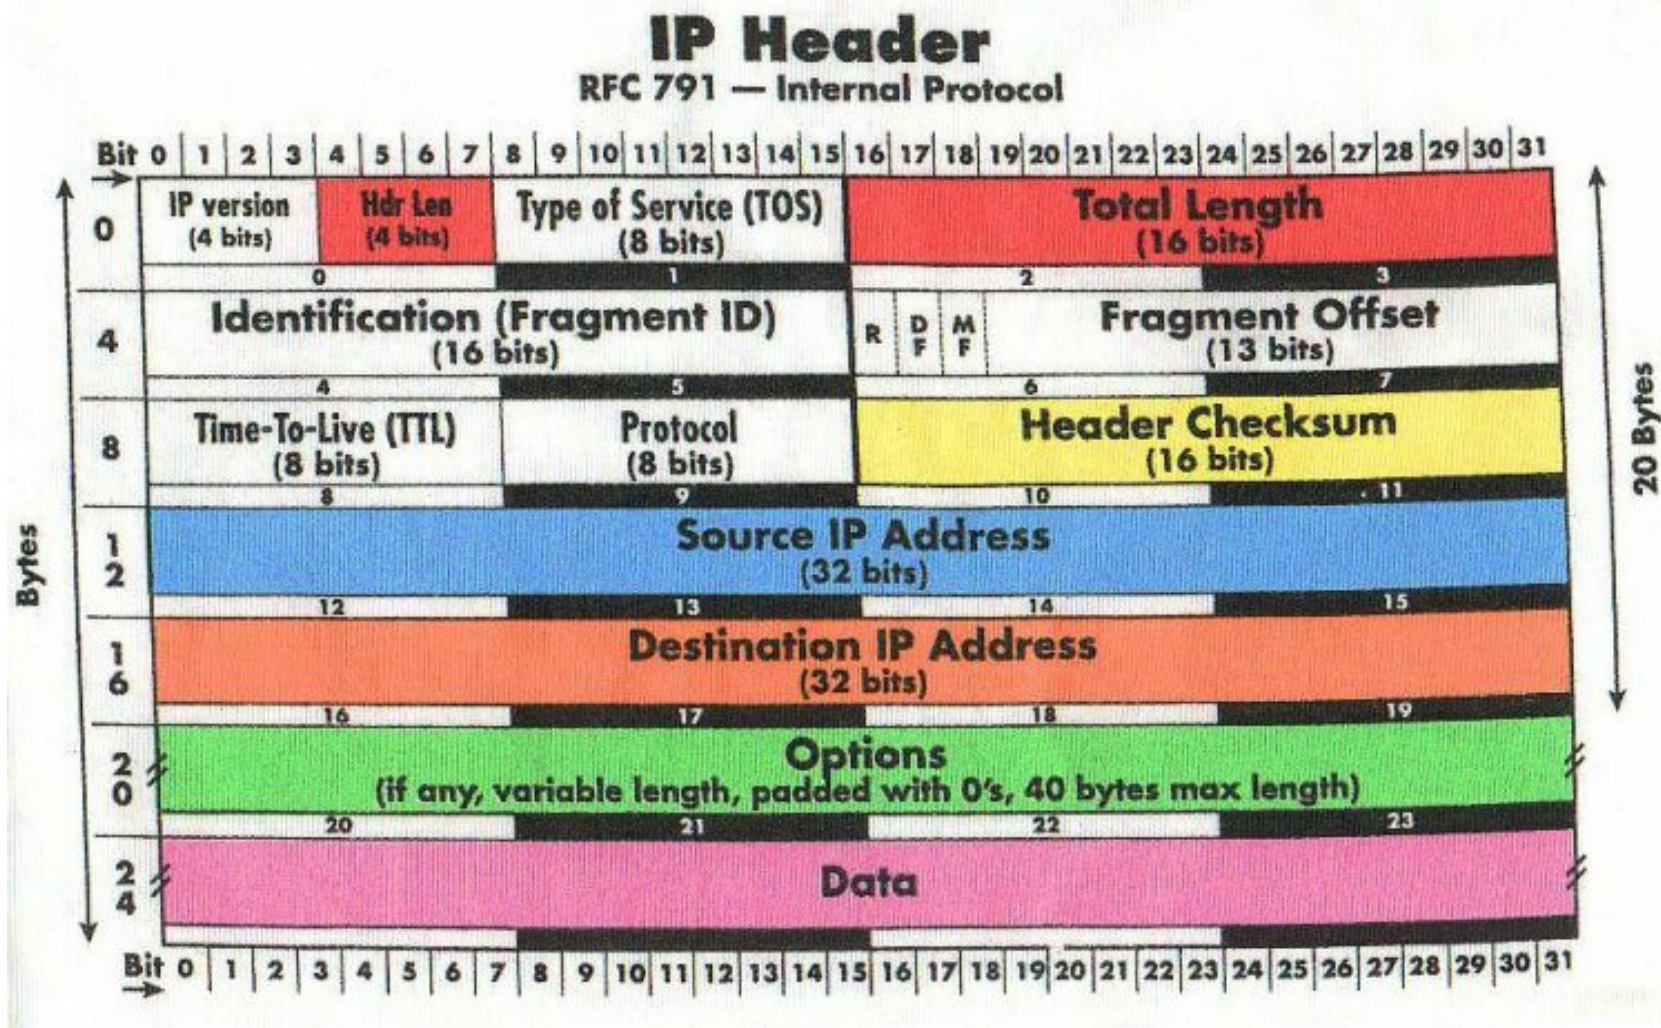 IP Header
RFC 791 — Internal Protocol
Bit 0 1 2 3 4 5 6 7 8 9 10 11 12 13 14 15 16 17 18 19 20 21 22 23 24 25 26 27 28 29 30 31
0 IP version Hdr Len Type of Service (TOS) Total Length
(4 bits) (4 bits) (8 bits) (16 bits)
0 1 2 3
4 Identification (Fragment ID) R DF MF Fragment Offset
(16 bits) (13 bits)
4 5 6 7
8 Time-To-Live (TTL) Protocol Header Checksum
(8 bits) (8 bits) (16 bits)
8 9 10 11
12 Source IP Address
(32 bits)
12 13 14 15
16 Destination IP Address
(32 bits)
16 17 18 19
20 Options
(if any, variable length, padded with 0's, 40 bytes max length)
20 21 22 23
24 Data
Bit 0 1 2 3 4 5 6 7 8 9 10 11 12 13 14 15 16 17 18 19 20 21 22 23 24 25 26 27 28 29 30 31
Bytes
20 Bytes